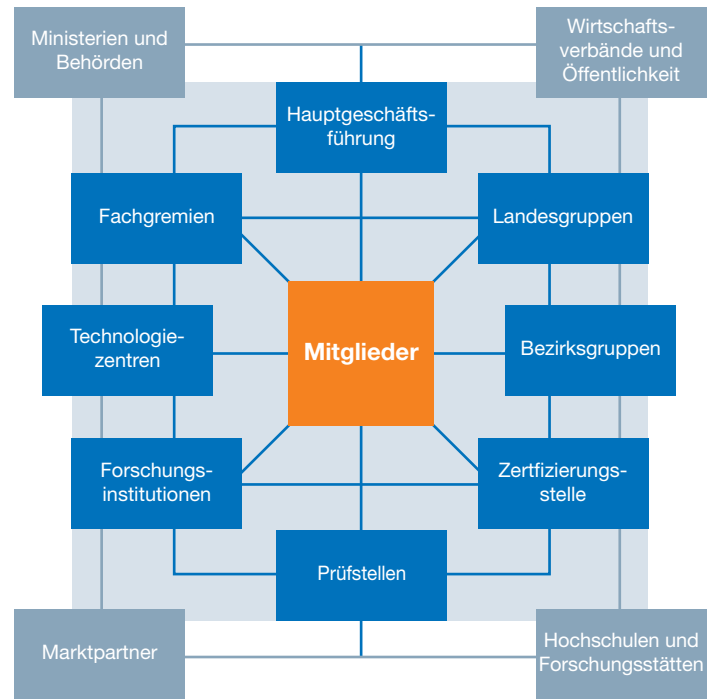 Ministerien und
Behörden
Wirtschafts-
verbände und
Öffentlichkeit
Hauptgeschäfts-
führung
Fachgremien
Landesgruppen
Technologie-
zentren
Mitglieder
Bezirksgruppen
Forschungs-
institutionen
Zertfizierungs-
stelle
Prüfstellen
Marktpartner
Hochschulen und
Forschungsstätten